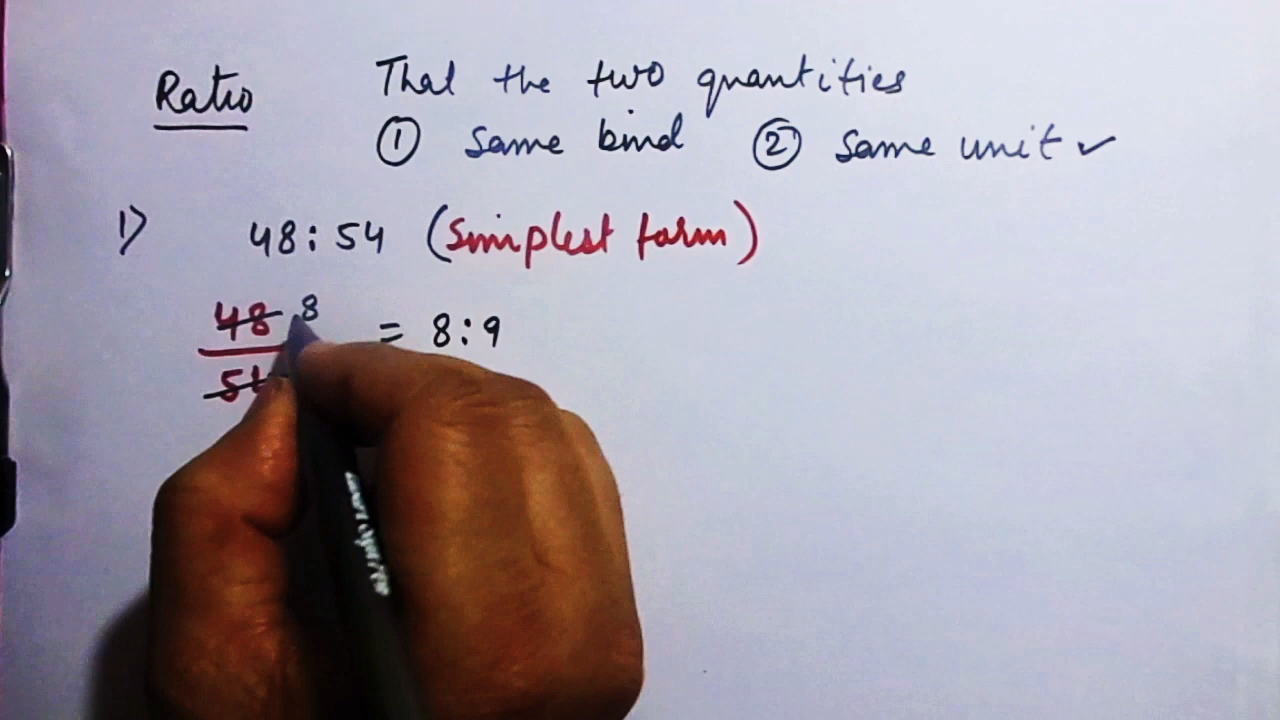 Ratio That the two quantities
① Same kind ② Same unit ✓
1) 48 : 54 (Simplest form)
48 8 = 8 : 9
54